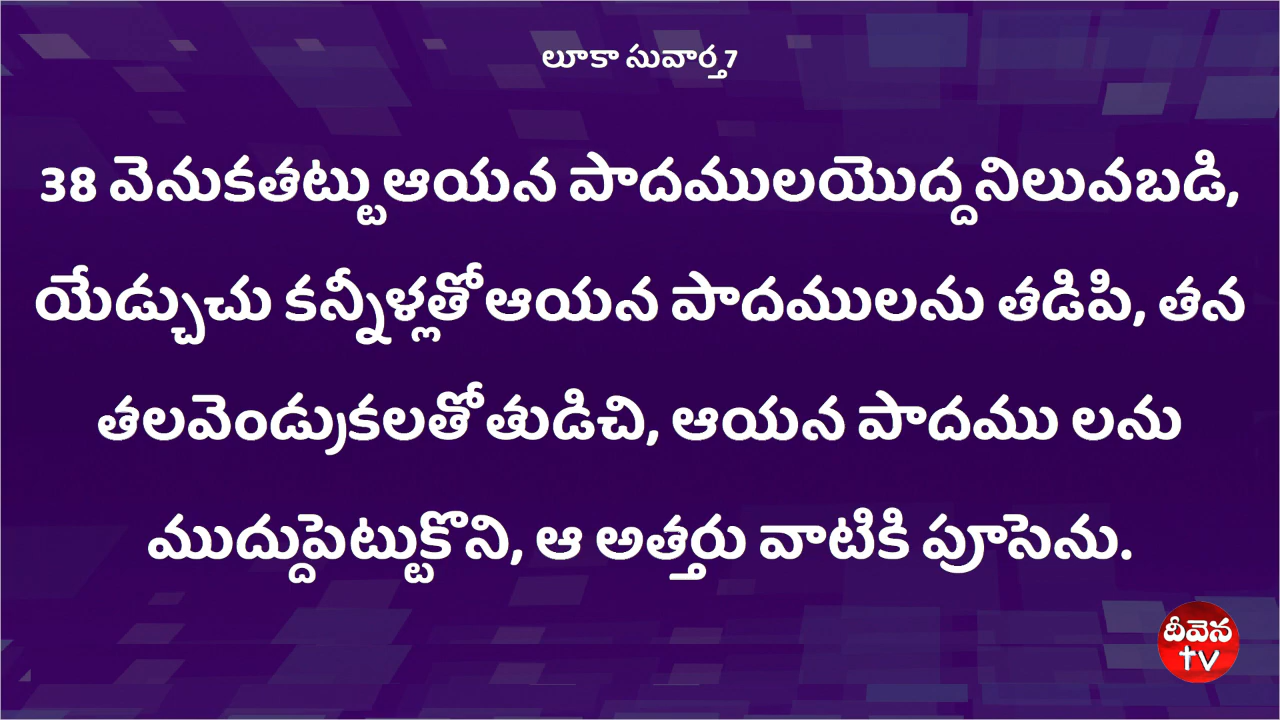 లూకా సువార్త 7
38 వెనుకతట్టు ఆయన పాదములయొద్ద నిలువబడి,
యేడ్చుచు కన్నీళ్లతో ఆయన పాదములను తడిపి, తన
తలవెండ్రుకలతో తుడిచి, ఆయన పాదము లను
ముద్దుపెట్టుకొని, ఆ అత్తరు వాటికి పూసెను.
దీవెన
tv